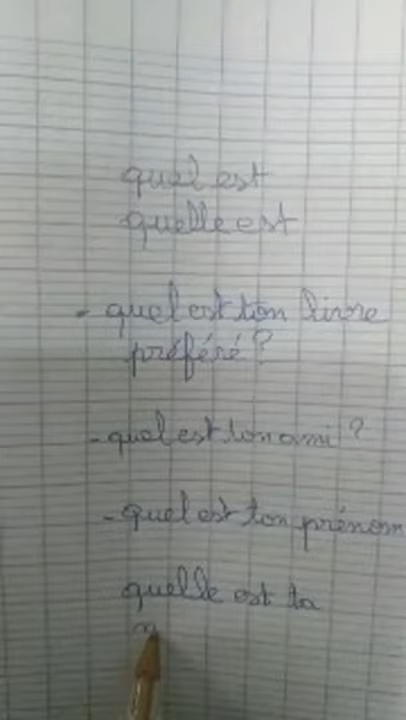 quel est
quelle est
- quel est ton livre
préféré ?
- quel est ton ami ?
- quel est ton prénom
quelle est ta